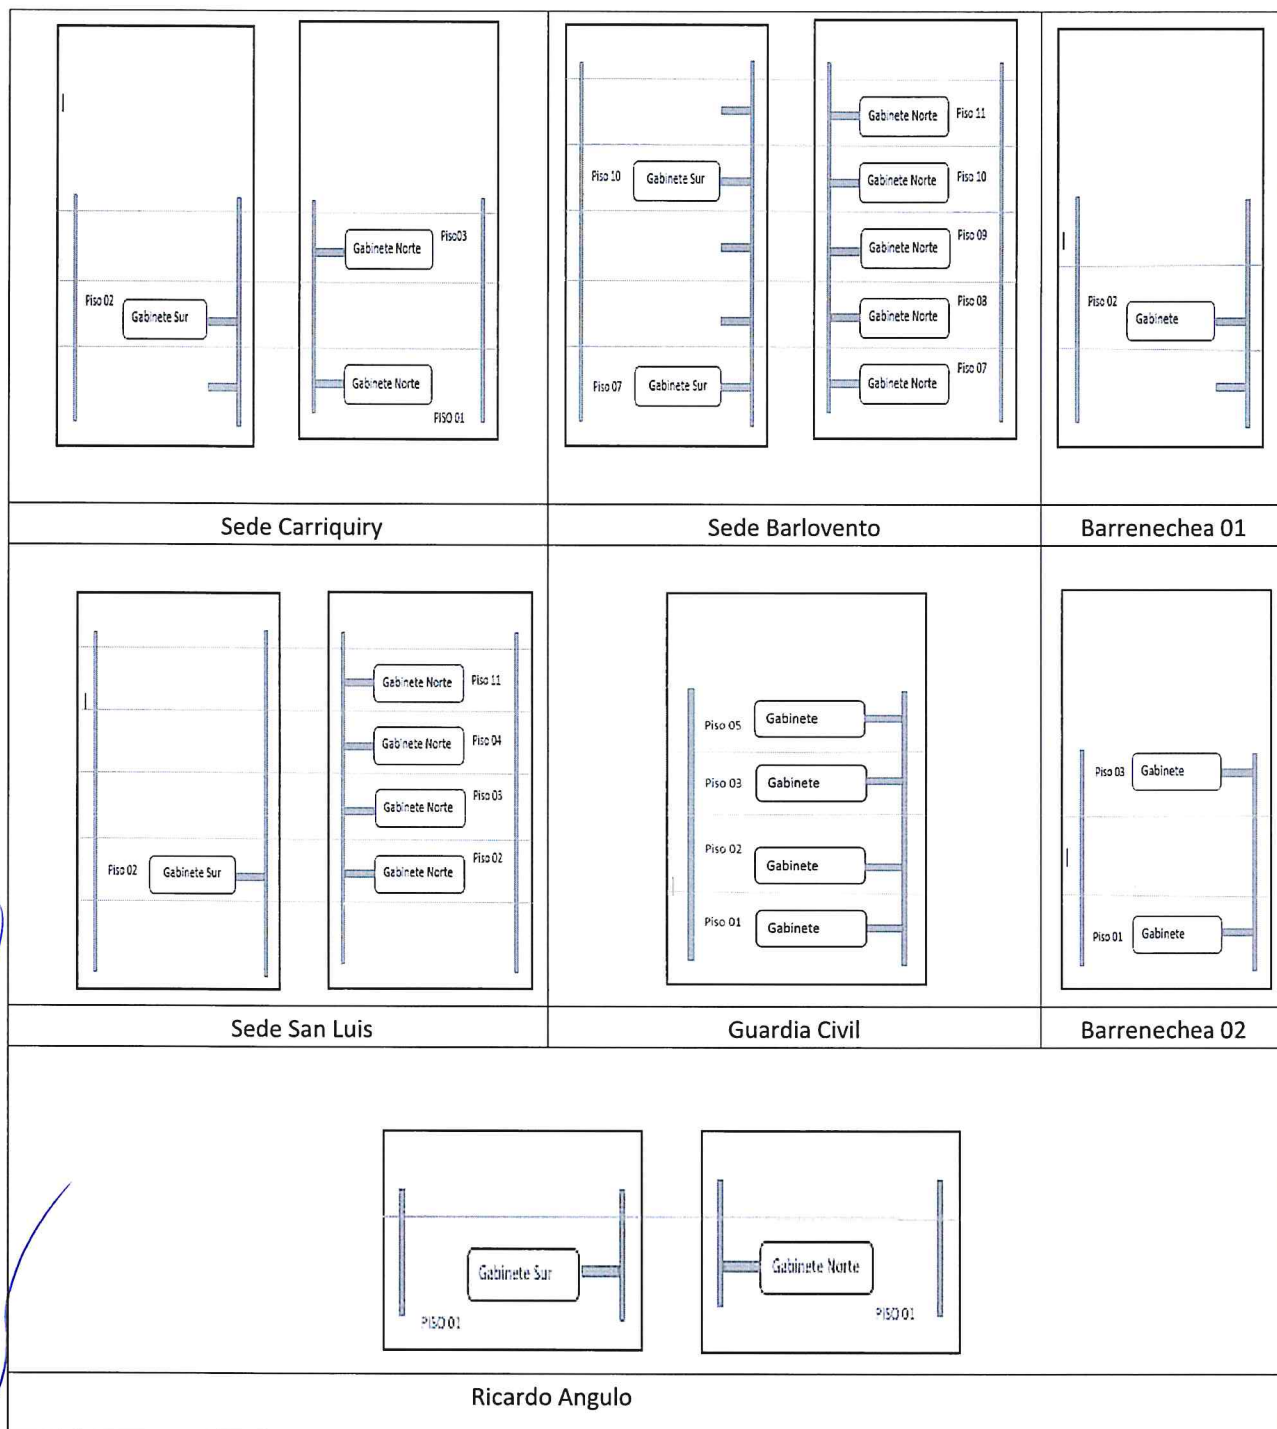 Piso 02
Gabinete Sur
Piso03
Gabinete Norte
Gabinete Norte
PISO 01
Piso 10
Gabinete Sur
Piso 07
Gabinete Sur
Gabinete Norte
Piso 11
Gabinete Norte
Piso 10
Gabinete Norte
Piso 09
Gabinete Norte
Piso 08
Gabinete Norte
Piso 07
Piso 02
Gabinete
Sede Carriquiry
Sede Barlovento
Barrenechea 01
Piso 02
Gabinete Sur
Gabinete Norte
Piso 11
Gabinete Norte
Piso 04
Gabinete Norte
Piso 03
Gabinete Norte
Piso 02
Piso 05
Gabinete
Piso 03
Gabinete
Piso 02
Gabinete
Piso 01
Gabinete
Piso 03
Gabinete
Piso 01
Gabinete
Sede San Luis
Guardia Civil
Barrenechea 02
Gabinete Sur
PISO 01
Gabinete Norte
PISO 01
Ricardo Angulo